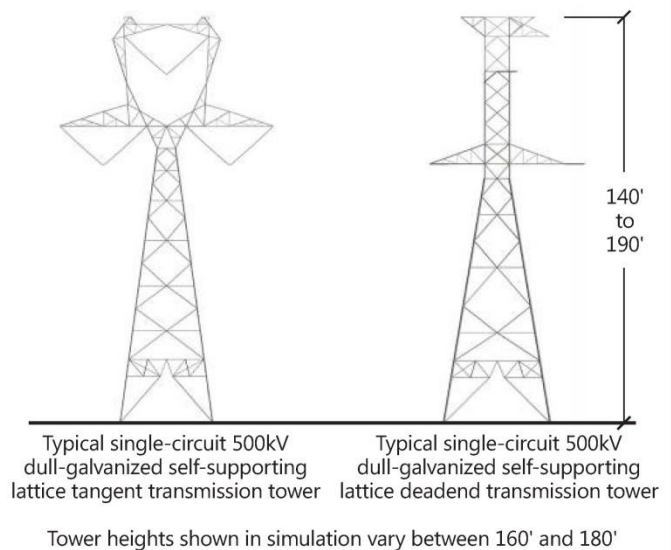 140'
to
190'
Typical single-circuit 500kV
dull-galvanized self-supporting
lattice tangent transmission tower
Typical single-circuit 500kV
dull-galvanized self-supporting
lattice deadend transmission tower
Tower heights shown in simulation vary between 160' and 180'